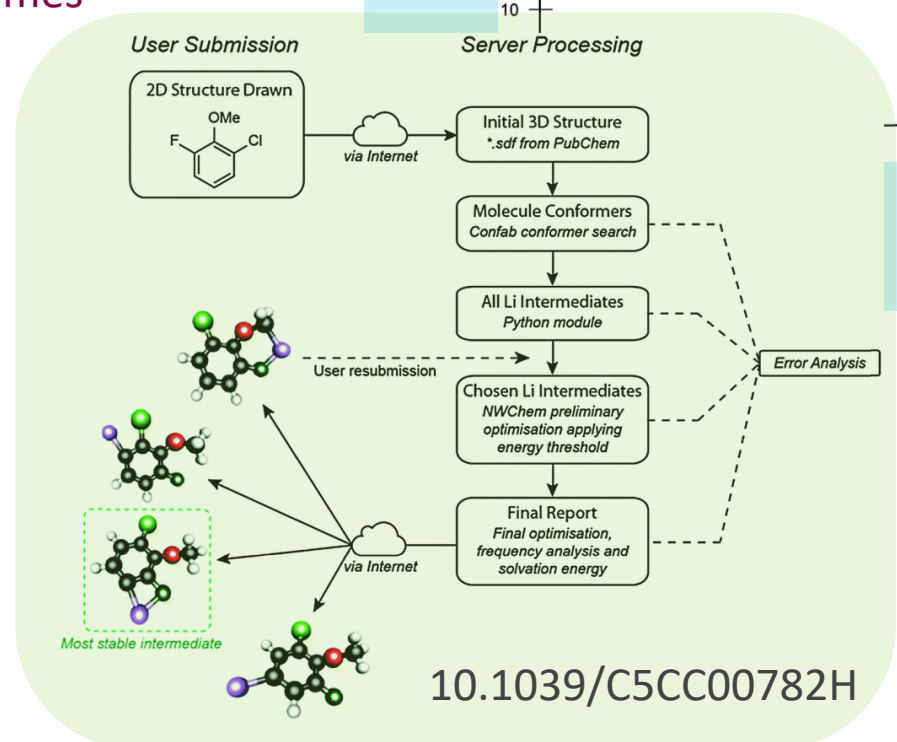 mes
10
User Submission
Server Processing
2D Structure Drawn
OMe
F
Cl
via Internet
Initial 3D Structure
*.sdf from PubChem
Molecule Conformers
Confab conformer search
All Li Intermediates
Python module
User resubmission
Error Analysis
Chosen Li Intermediates
NWChem preliminary
optimisation applying
energy threshold
Final Report
Final optimisation,
frequency analysis and
solvation energy
via Internet
Most stable intermediate
10.1039/C5CC00782H